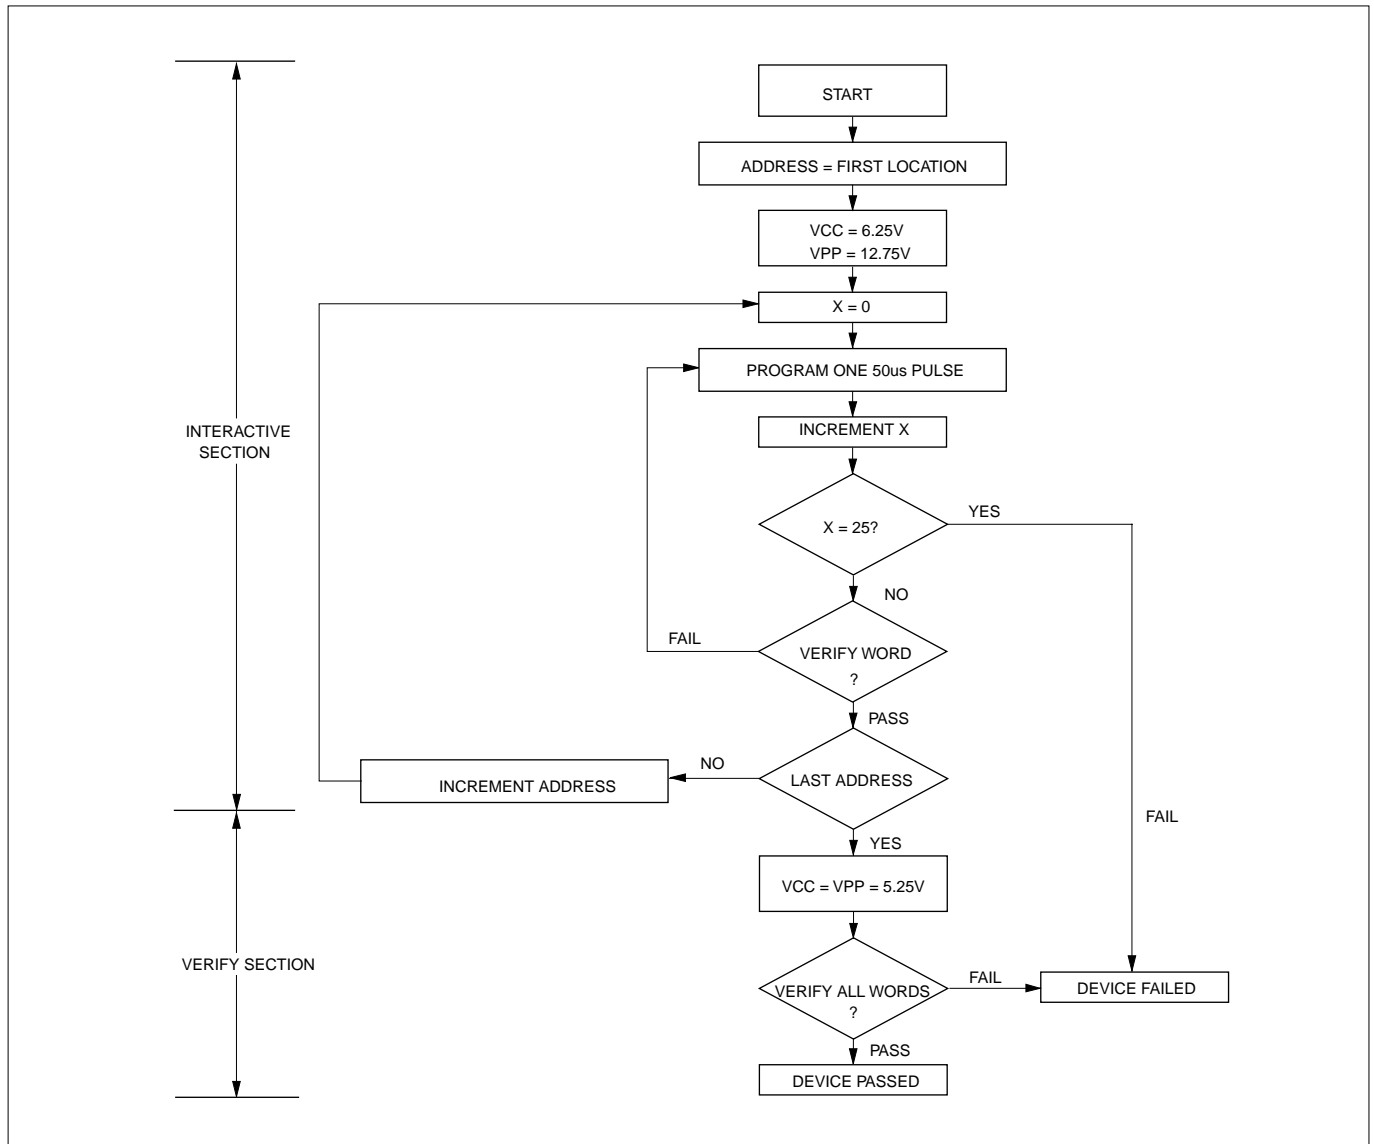 START
ADDRESS = FIRST LOCATION
VCC = 6.25V
VPP = 12.75V
X = 0
PROGRAM ONE 50us PULSE
INTERACTIVE
SECTION
INCREMENT X
X = 25?
YES
NO
FAIL
VERIFY WORD
?
PASS
NO
LAST ADDRESS
INCREMENT ADDRESS
FAIL
YES
VCC = VPP = 5.25V
VERIFY SECTION
VERIFY ALL WORDS
?
FAIL
DEVICE FAILED
PASS
DEVICE PASSED